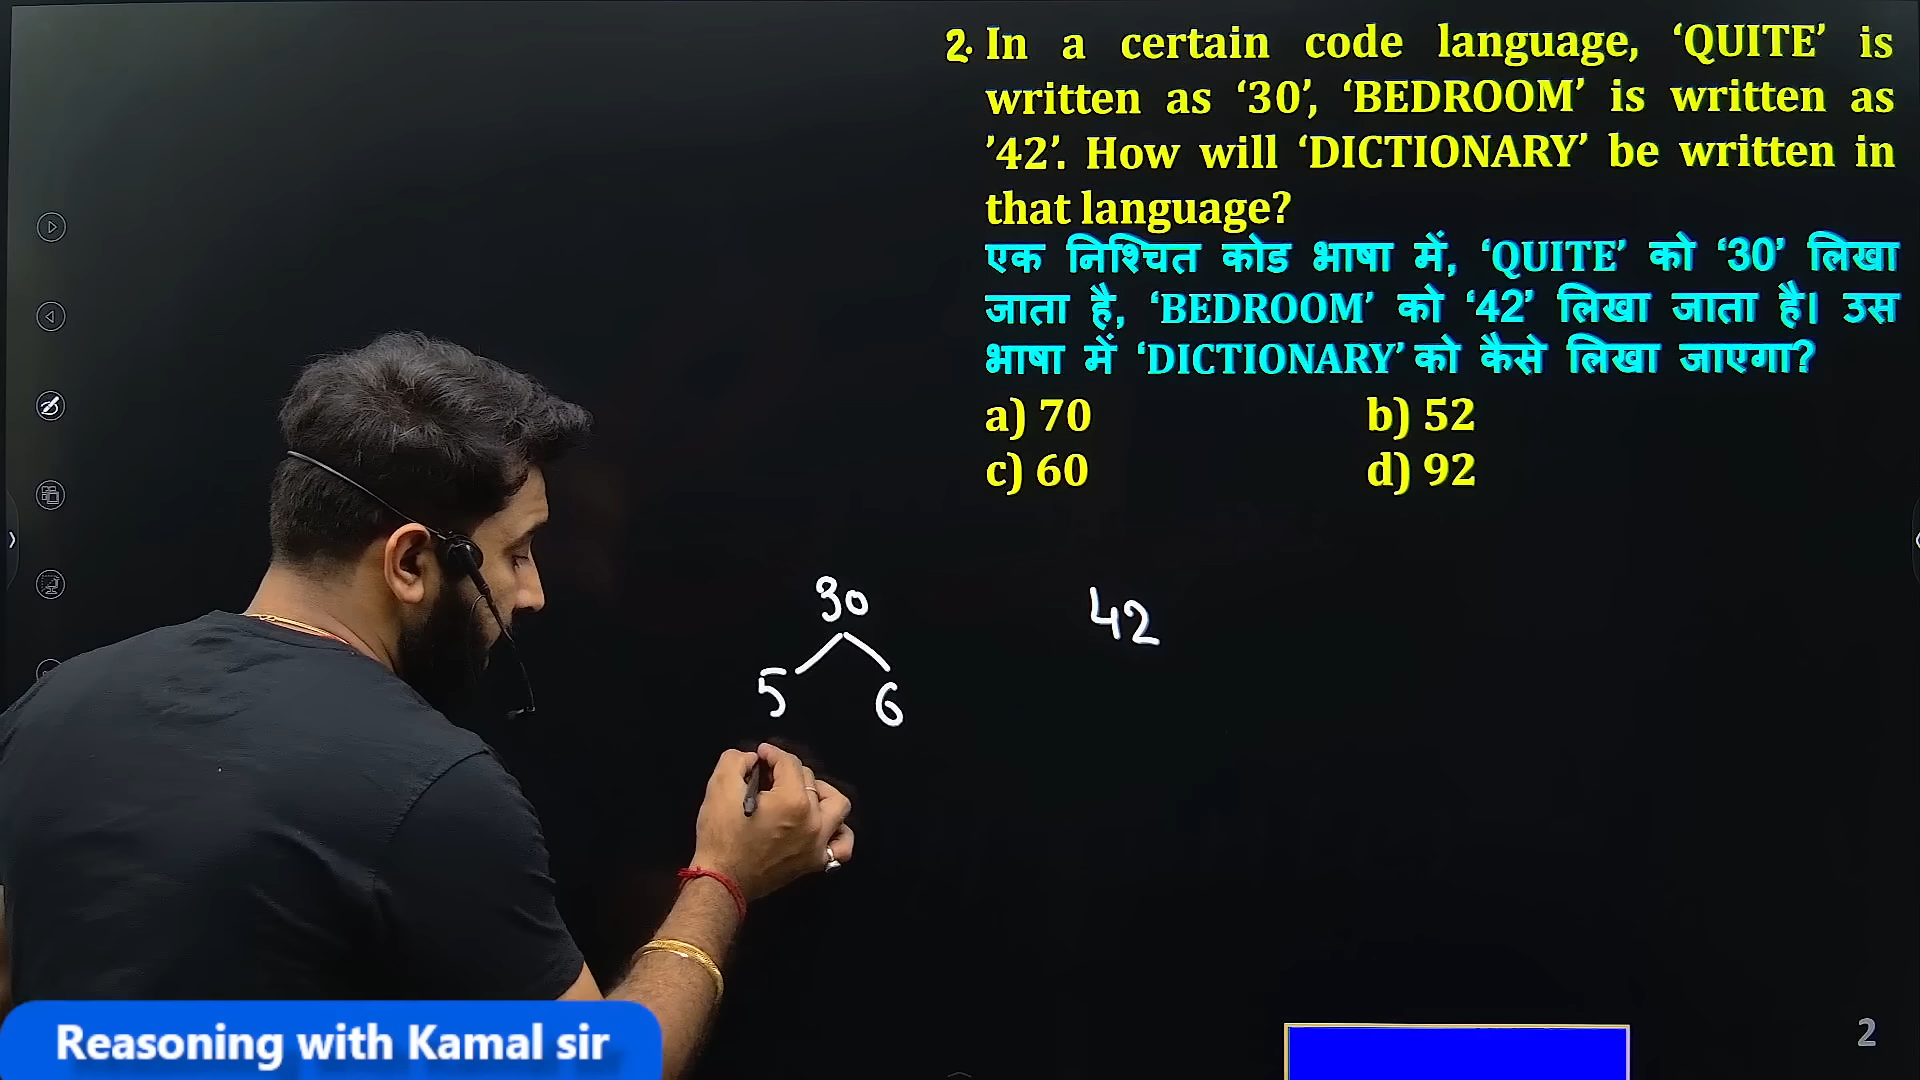 2. In a certain code language, ‘QUITE’ is
written as ‘30’, ‘BEDROOM’ is written as
’42’. How will ‘DICTIONARY’ be written in
that language?
एक निश्चित कोड भाषा में, ‘QUITE’ को ‘30’ लिखा
जाता है, ‘BEDROOM’ को ‘42’ लिखा जाता है। उस
भाषा में ‘DICTIONARY’ को कैसे लिखा जाएगा?
a) 70 b) 52
c) 60 d) 92
30 42
5 6
Reasoning with Kamal sir
2